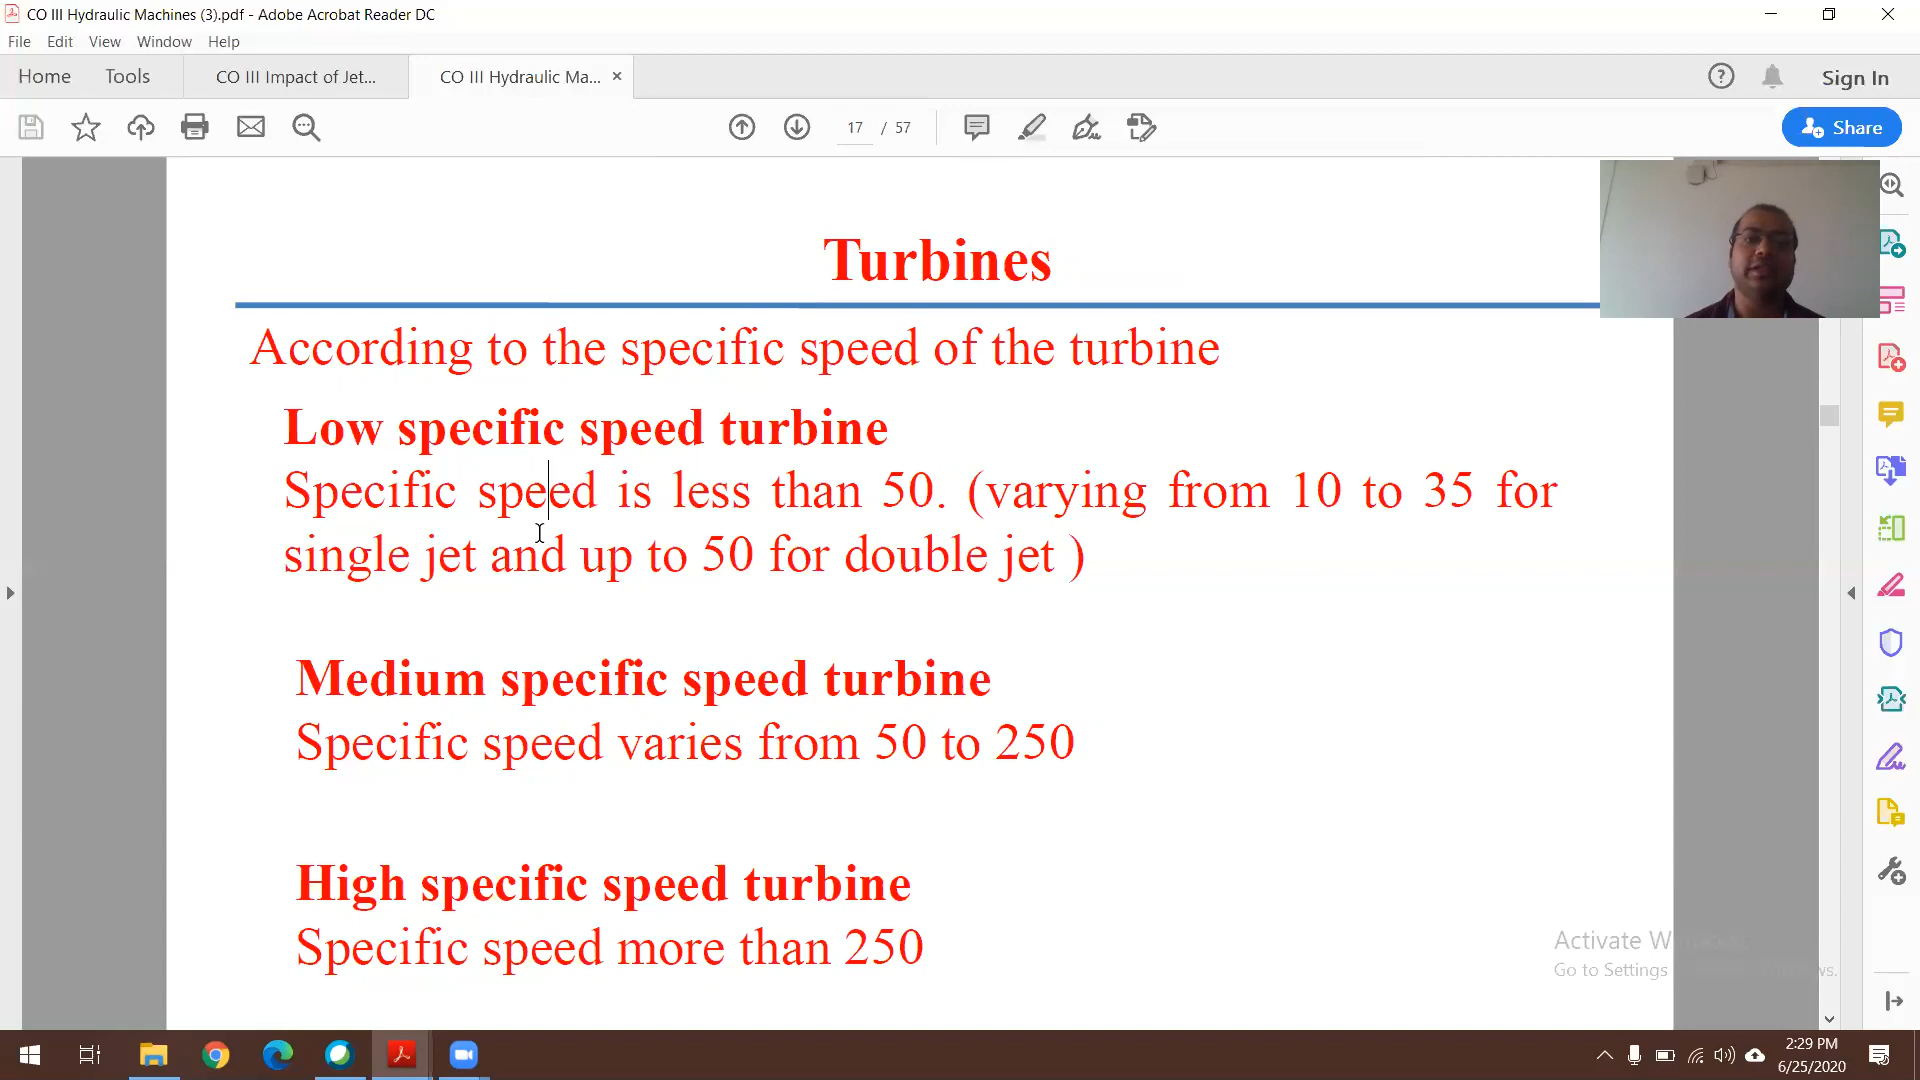 CO III Hydraulic Machines (3).pdf - Adobe Acrobat Reader DC
File Edit View Window Help
Home Tools CO III Impact of Jet... CO III Hydraulic Ma... × Sign In
17 / 57 Share
Turbines
According to the specific speed of the turbine
Low specific speed turbine
Specific speed is less than 50. (varying from 10 to 35 for
single jet and up to 50 for double jet )
Medium specific speed turbine
Specific speed varies from 50 to 250
High specific speed turbine
Specific speed more than 250
Activate
Go to Settings
2:29 PM
6/25/2020